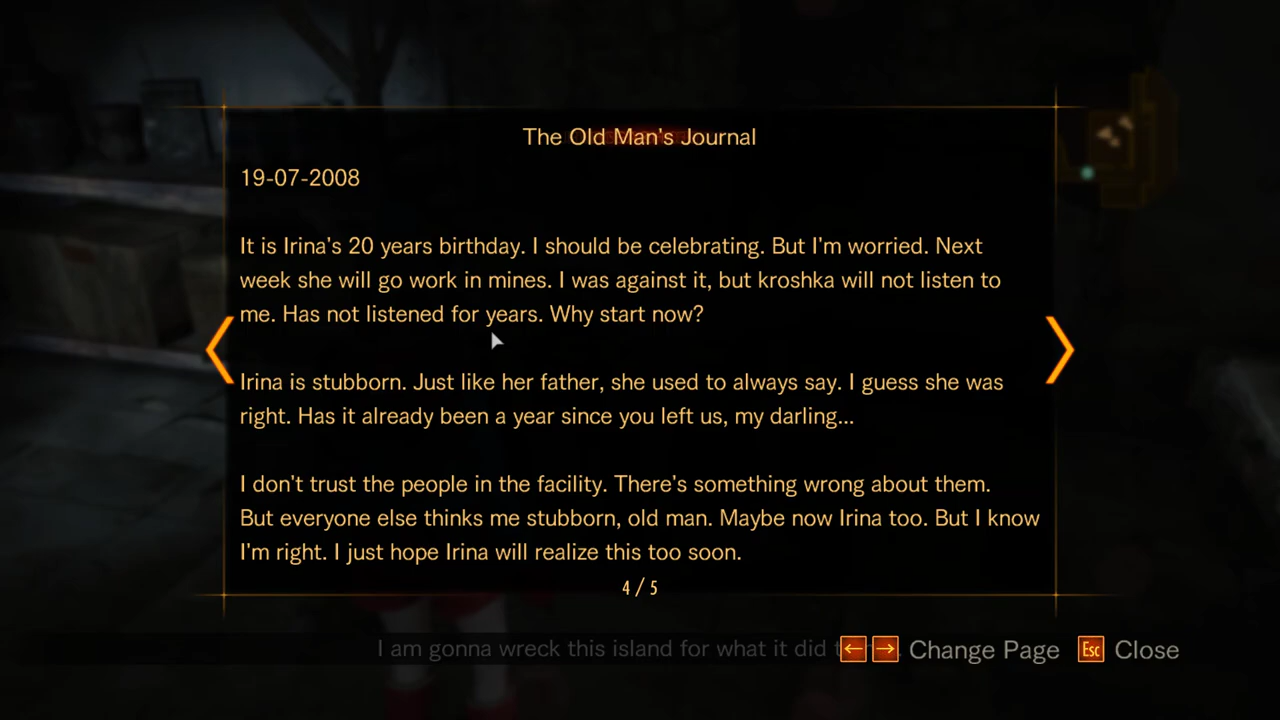 The Old Man's Journal
19-07-2008
It is Irina's 20 years birthday. I should be celebrating. But I'm worried. Next
week she will go work in mines. I was against it, but kroshka will not listen to
me. Has not listened for years. Why start now?
Irina is stubborn. Just like her father, she used to always say. I guess she was
right. Has it already been a year since you left us, my darling...
I don't trust the people in the facility. There's something wrong about them.
But everyone else thinks me stubborn, old man. Maybe now Irina too. But I know
I'm right. I just hope Irina will realize this too soon.
4 / 5
I am gonna wreck this island for what it did
← → Change Page Esc Close